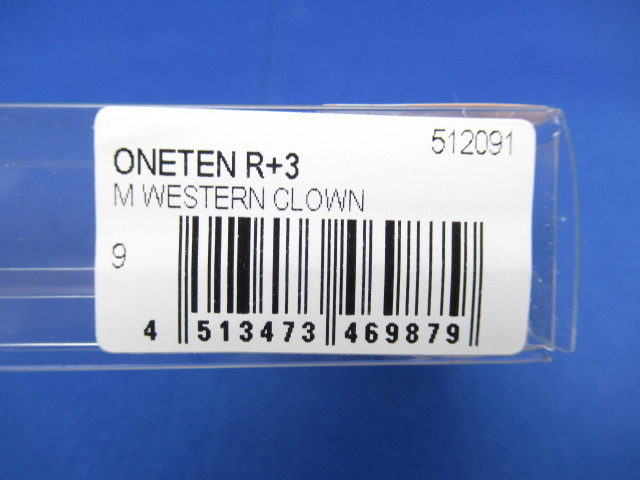 512091
ONETEN R+3
M WESTERN CLOWN
9
4 513473 469879